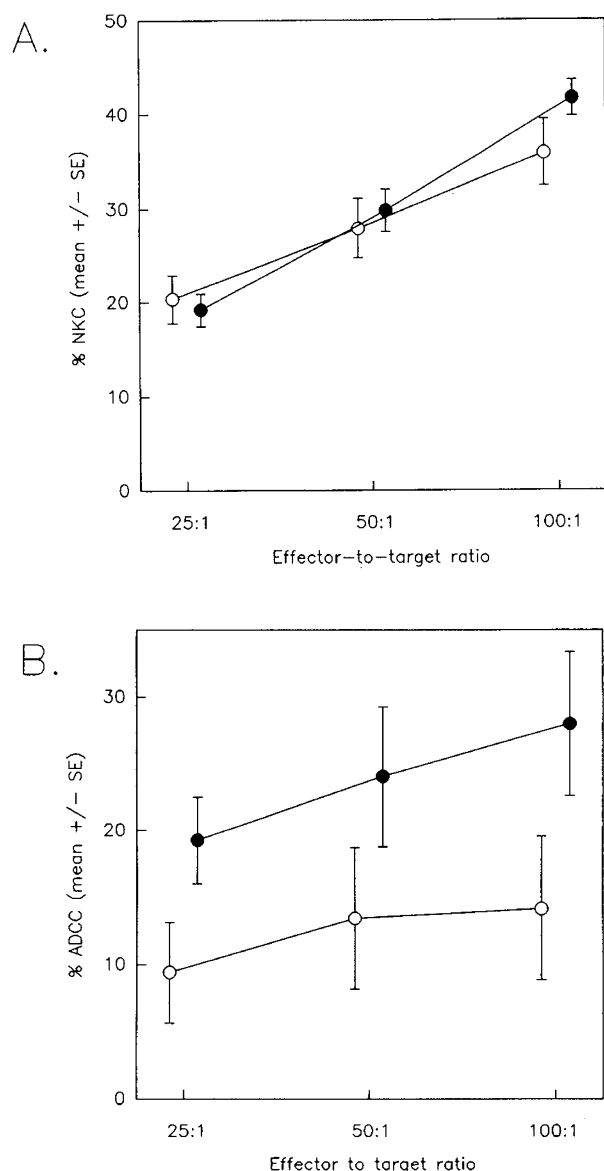 A.
50
40
30
20
10
0
% NKC (mean +/− SE)
25:1 50:1 100:1
Effector−to−target ratio
B.
30
20
10
0
% ADCC (mean +/− SE)
25:1 50:1 100:1
Effector to target ratio